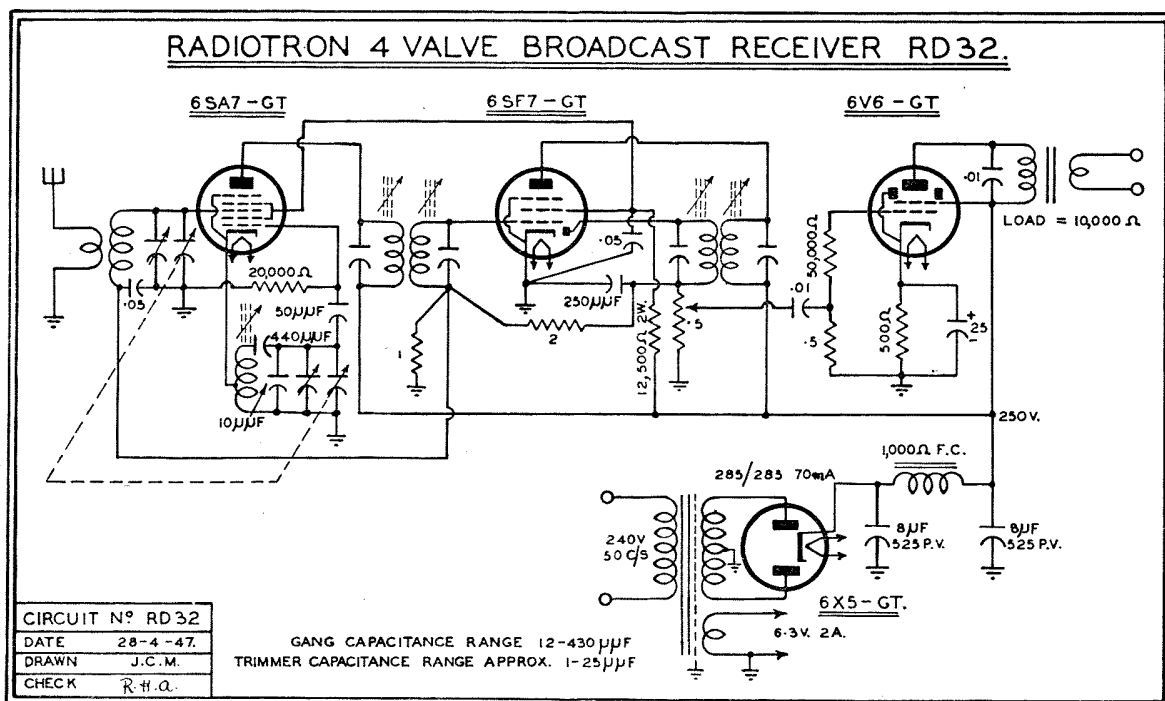 RADIOTRON 4 VALVE BROADCAST RECEIVER RD32.
6SA7-GT
6SF7-GT
6V6-GT
.01
LOAD = 10,000 Ω
.05
20,000 Ω
50μμF
440μμF
10μμF
1
2
.05
250μμF
12,500Ω 2W.
.5
.01
50,000Ω
.5
500Ω
+
25
250V.
1,000Ω F.C.
285/285 70mA
8μF
525 P.V.
8μF
525 P.V.
240V
50 C/S
6X5-GT.
6·3V. 2A.
CIRCUIT Nº RD32
DATE 28-4-47.
DRAWN J.C.M.
CHECK R.H.A.
GANG CAPACITANCE RANGE 12-430μμF
TRIMMER CAPACITANCE RANGE APPROX. 1-25μμF